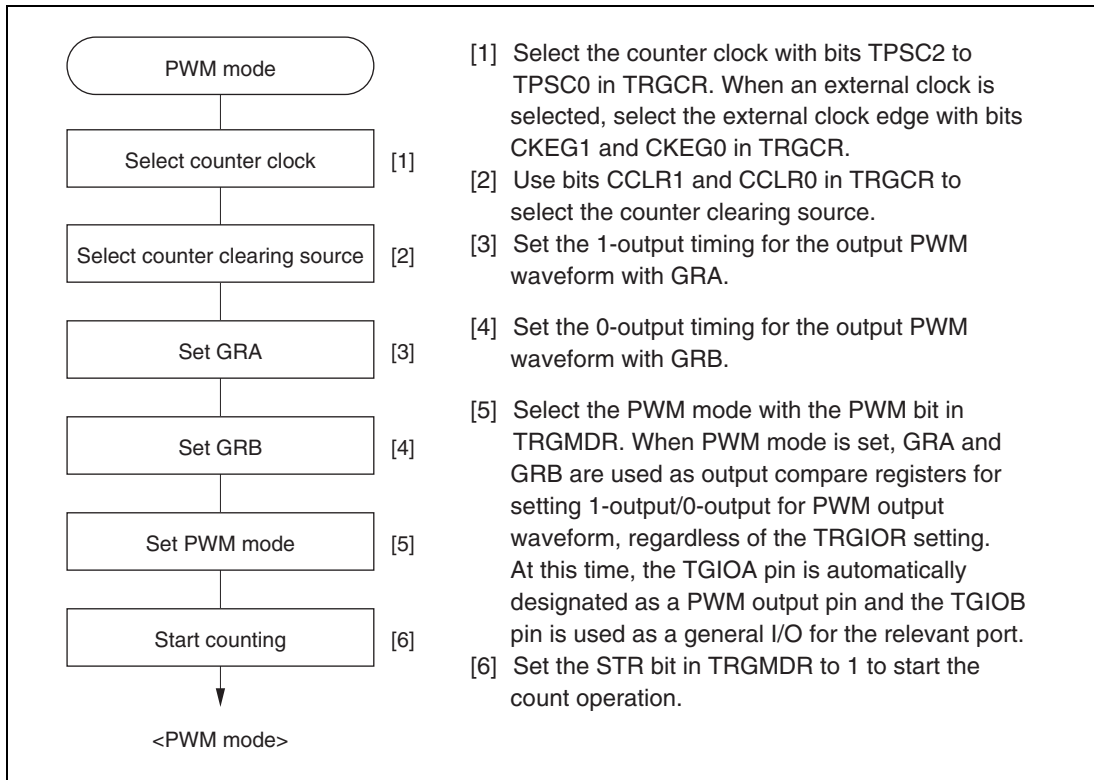 PWM mode
Select counter clock [1]
Select counter clearing source [2]
Set GRA [3]
Set GRB [4]
Set PWM mode [5]
Start counting [6]
<PWM mode>
[1] Select the counter clock with bits TPSC2 to
TPSC0 in TRGCR. When an external clock is
selected, select the external clock edge with bits
CKEG1 and CKEG0 in TRGCR.
[2] Use bits CCLR1 and CCLR0 in TRGCR to
select the counter clearing source.
[3] Set the 1-output timing for the output PWM
waveform with GRA.
[4] Set the 0-output timing for the output PWM
waveform with GRB.
[5] Select the PWM mode with the PWM bit in
TRGMDR. When PWM mode is set, GRA and
GRB are used as output compare registers for
setting 1-output/0-output for PWM output
waveform, regardless of the TRGIOR setting.
At this time, the TGIOA pin is automatically
designated as a PWM output pin and the TGIOB
pin is used as a general I/O for the relevant port.
[6] Set the STR bit in TRGMDR to 1 to start the
count operation.